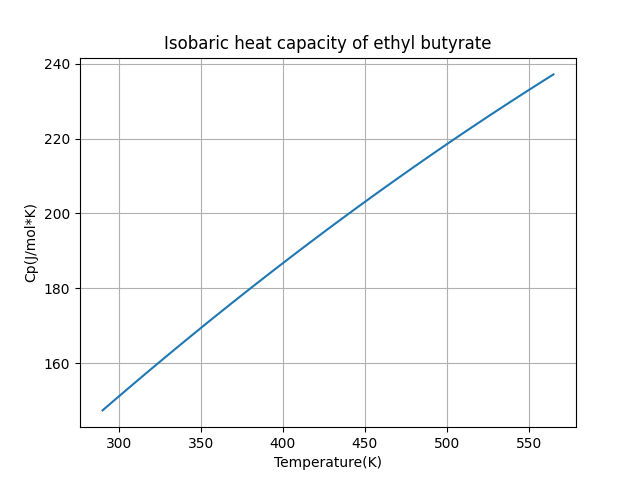 Isobaric heat capacity of ethyl butyrate
240
220
200
180
160
Cp(J/mol*K)
300 350 400 450 500 550
Temperature(K)